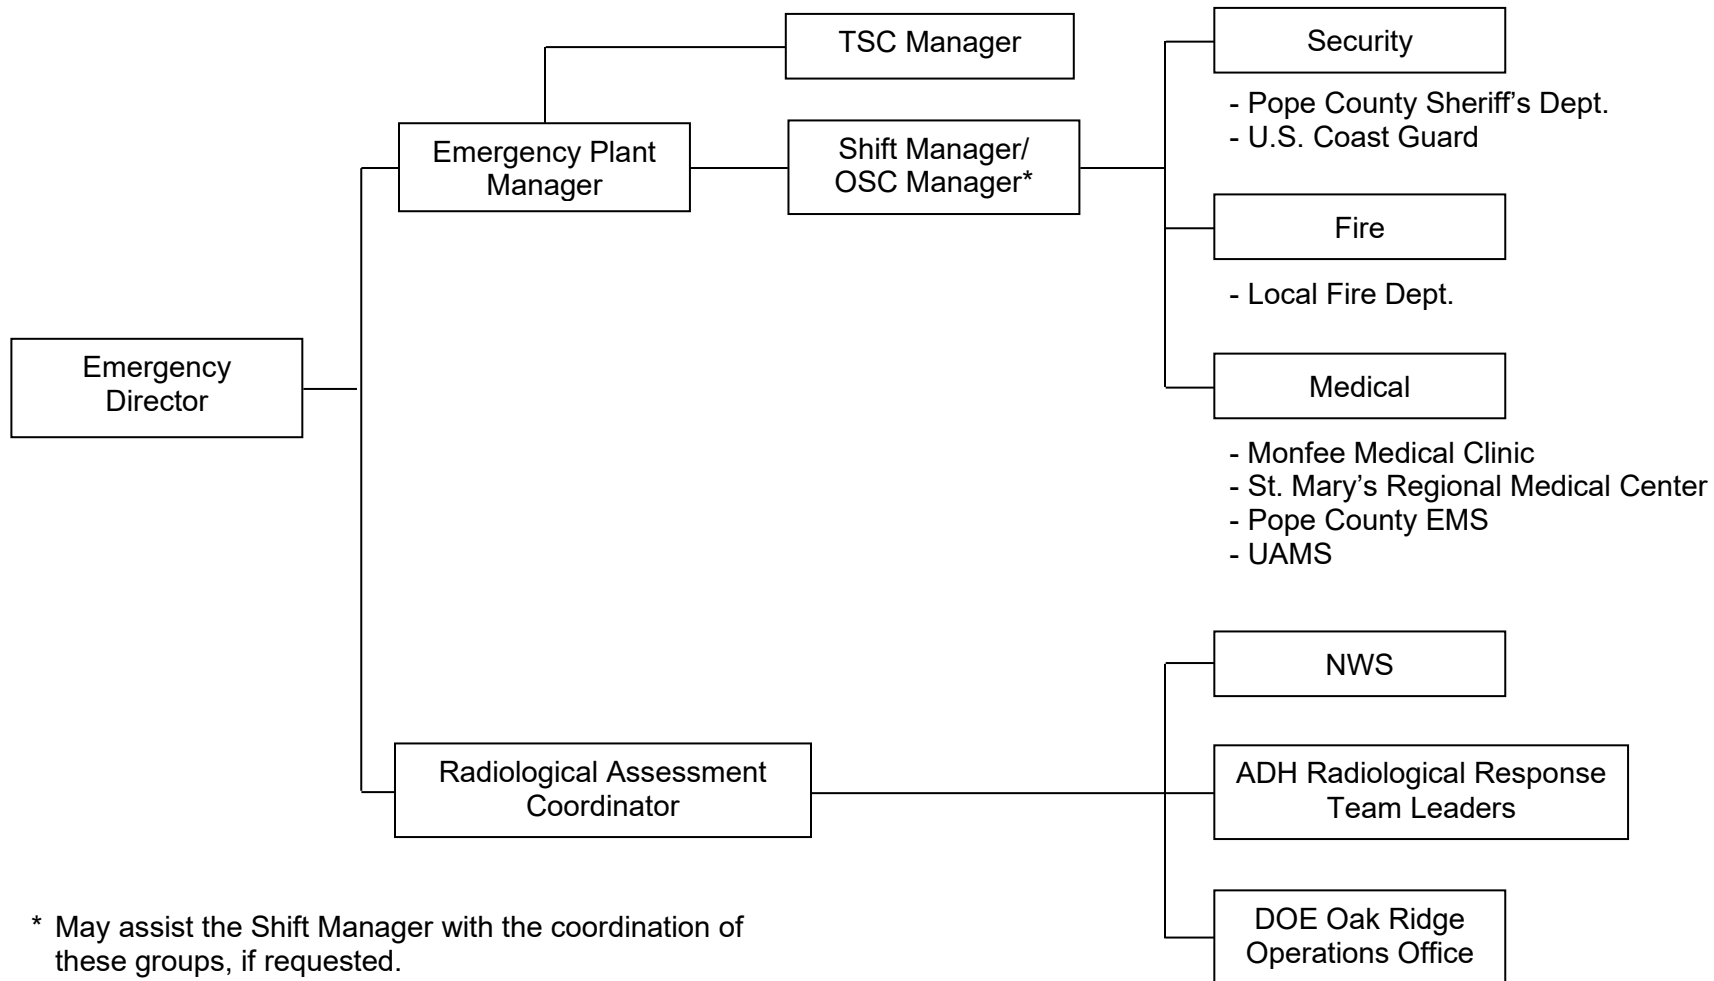 TSC Manager
Security
- Pope County Sheriff’s Dept.
- U.S. Coast Guard
Emergency Plant
Manager
Shift Manager/
OSC Manager*
Fire
- Local Fire Dept.
Emergency
Director
Medical
- Monfee Medical Clinic
- St. Mary’s Regional Medical Center
- Pope County EMS
- UAMS
NWS
Radiological Assessment
Coordinator
ADH Radiological Response
Team Leaders
DOE Oak Ridge
Operations Office
* May assist the Shift Manager with the coordination of
these groups, if requested.